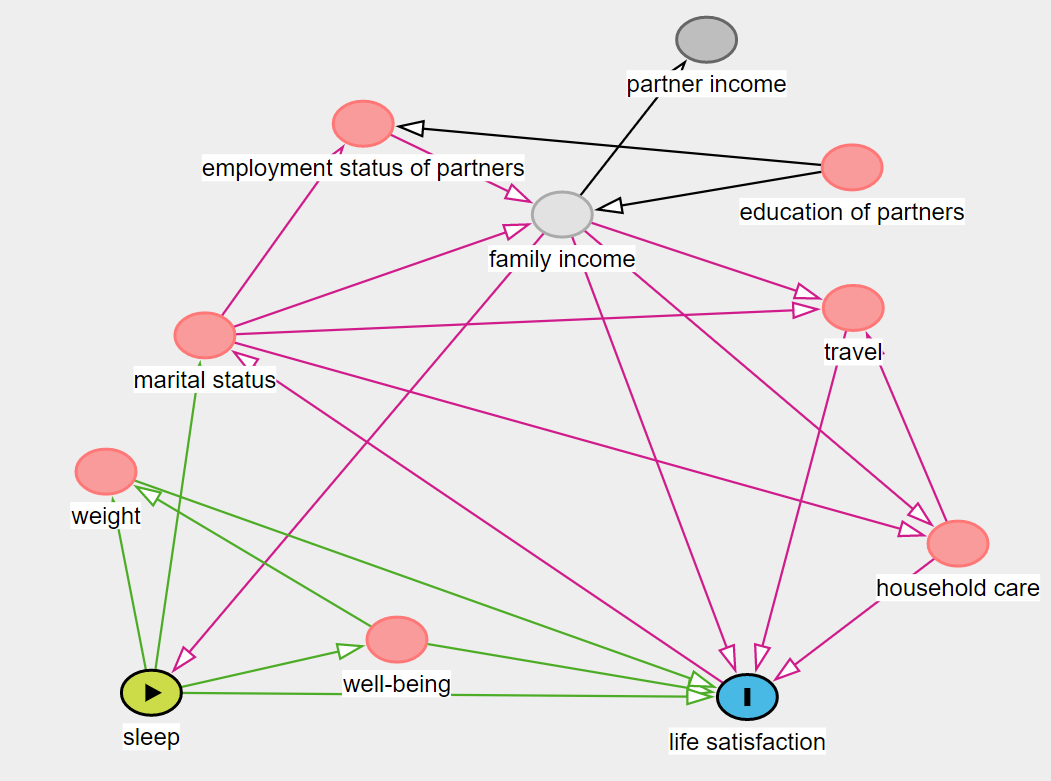 partner income
employment status of partners
education of partners
family income
travel
marital status
weight
household care
well-being
sleep
life satisfaction